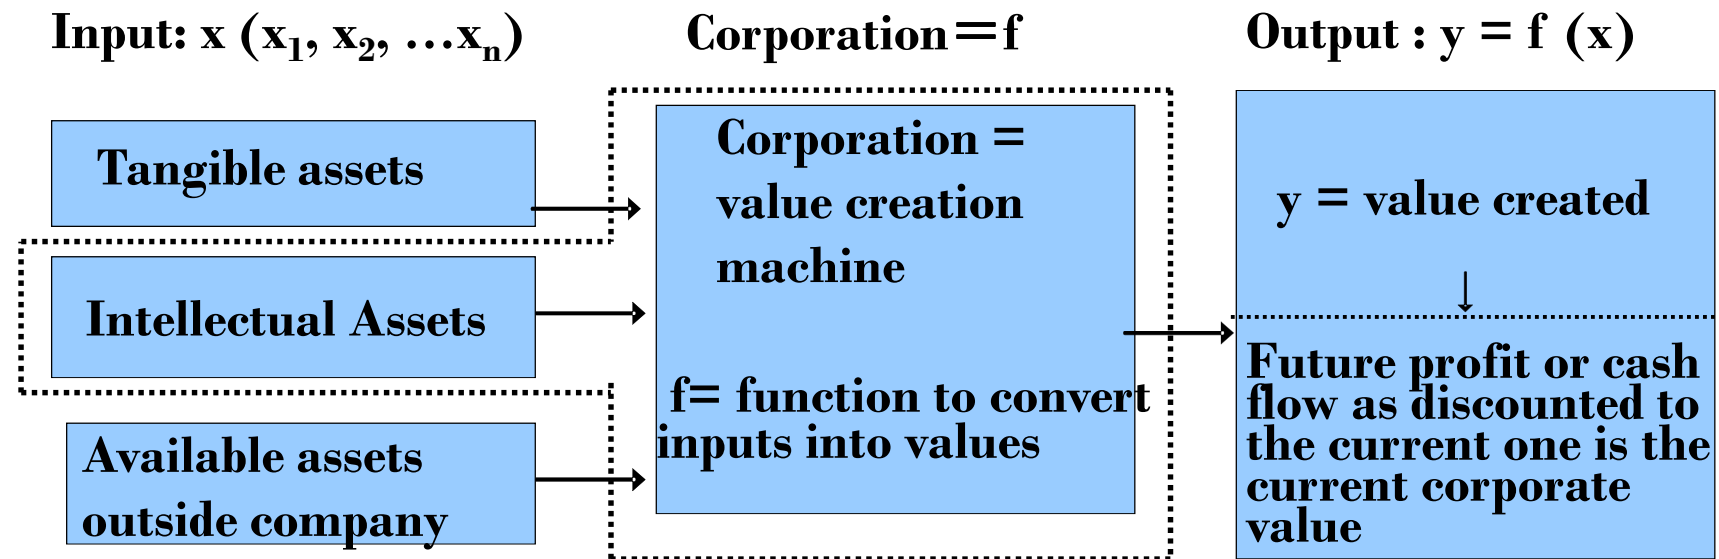 Input: x (x1, x2, …xn)
Corporation＝f
Output : y = f (x)
Tangible assets
Intellectual Assets
Available assets
outside company
Corporation =
value creation
machine
f= function to convert
inputs into values
y = value created
↓
Future profit or cash
flow as discounted to
the current one is the
current corporate
value